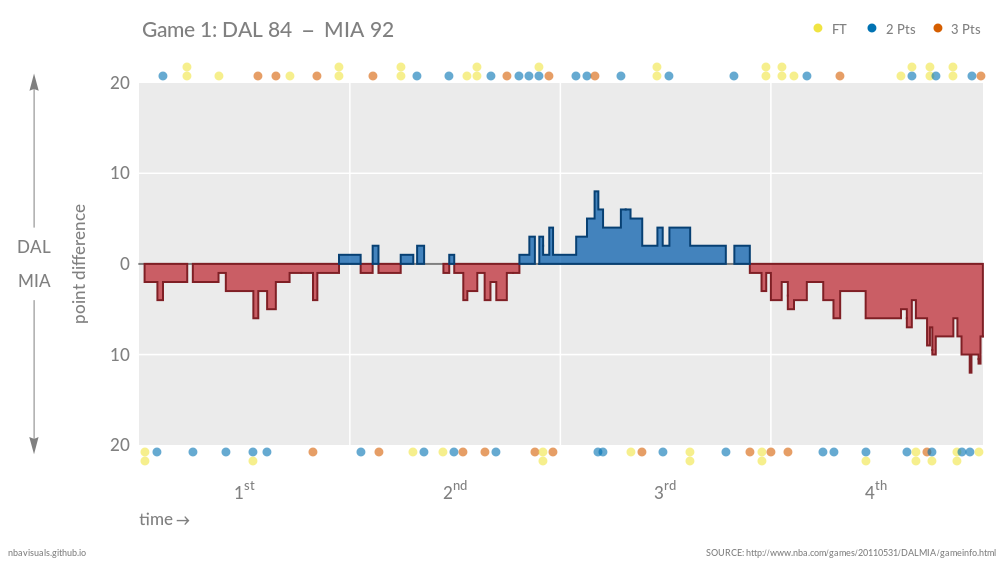 Game 1: DAL 84 – MIA 92
FT 2 Pts 3 Pts
20
10
DAL
0
MIA
point difference
10
20
1st 2nd 3rd 4th
time→
nbavisuals.github.io
SOURCE: http://www.nba.com/games/20110531/DALMIA/gameinfo.html